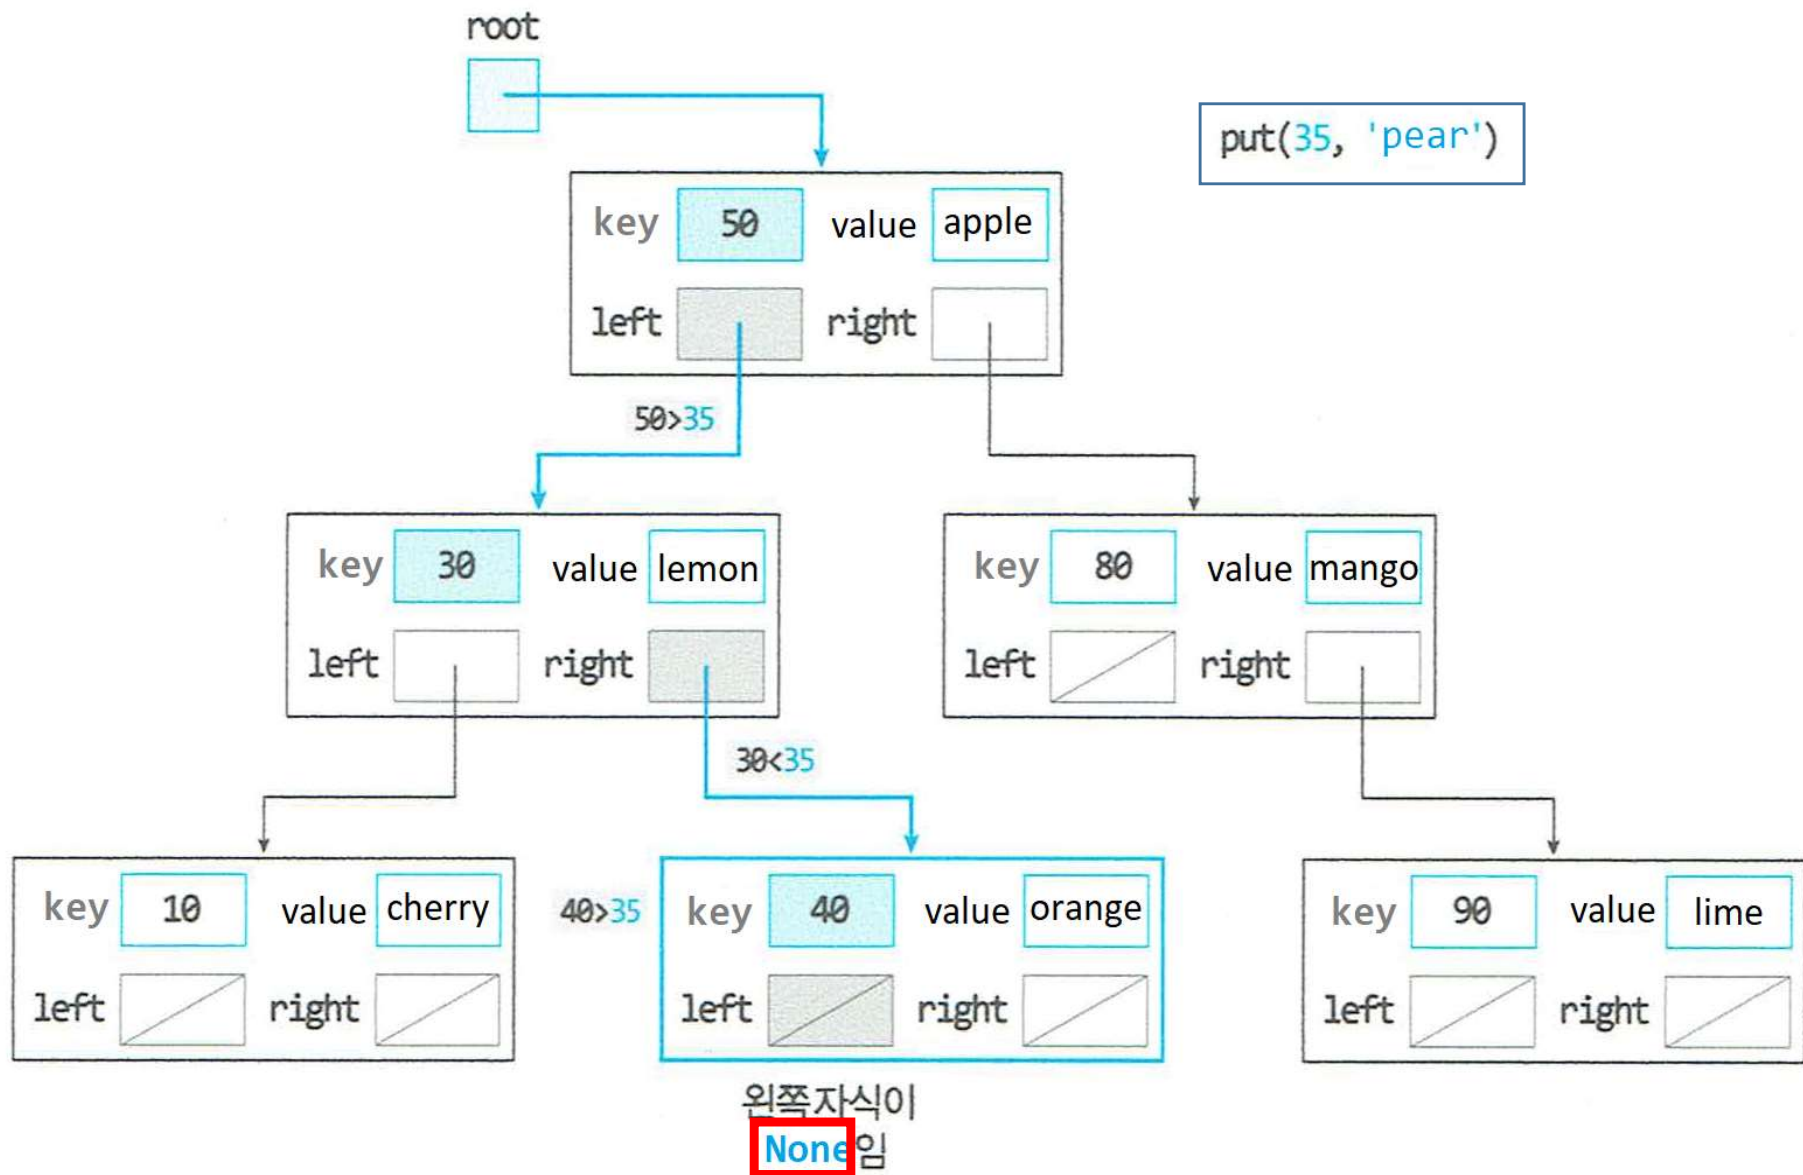 root
put(35, 'pear')
key 50 value apple
left right
50>35
key 30 value lemon
left right
key 80 value mango
left right
30<35
key 10 value cherry
left right
40>35
key 40 value orange
left right
key 90 value lime
left right
왼쪽자식이
None임